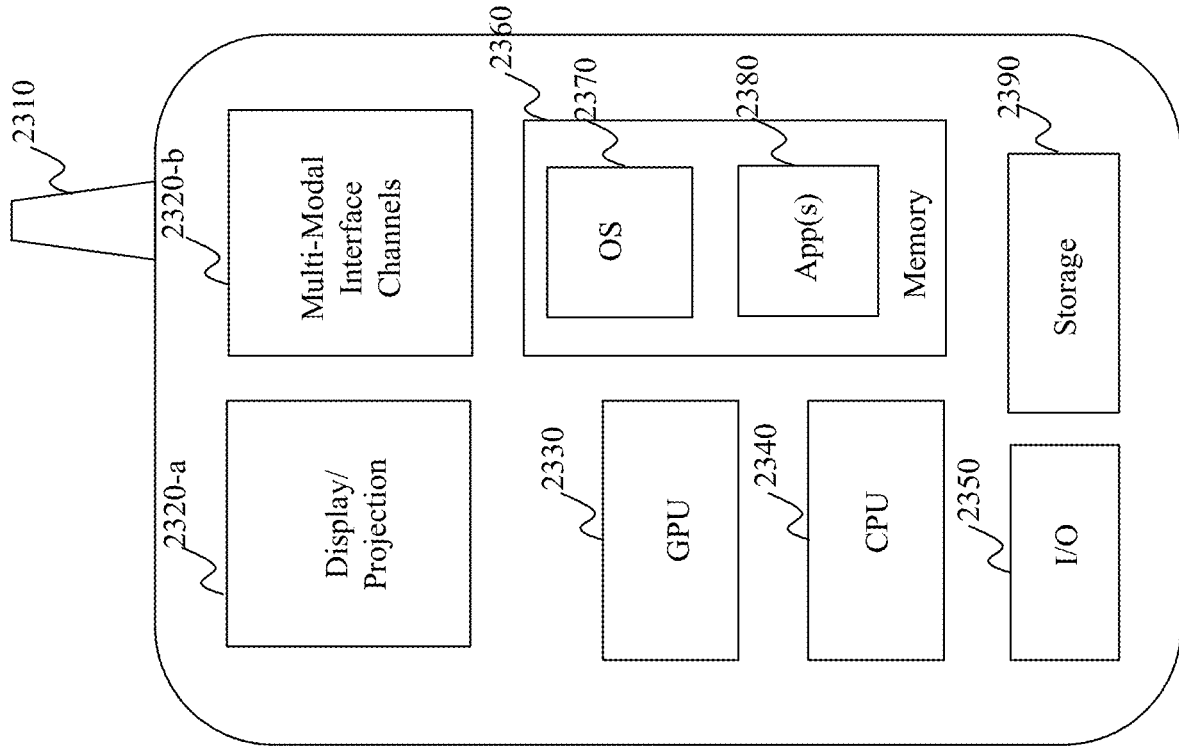 2310
2320-a
2320-b
Display/
Projection
Multi-Modal
Interface
Channels
2330
GPU
2340
CPU
2350
I/O
2360
2370
OS
2380
App(s)
Memory
2390
Storage